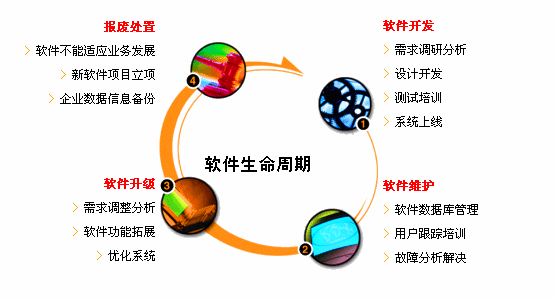 报废处置
软件不能适应业务发展
新软件项目立项
企业数据信息备份
软件开发
需求调研分析
设计开发
测试培训
系统上线
4
1
软件生命周期
软件升级
需求调整分析
软件功能拓展
优化系统
3
2
软件维护
软件数据库管理
用户跟踪培训
故障分析解决